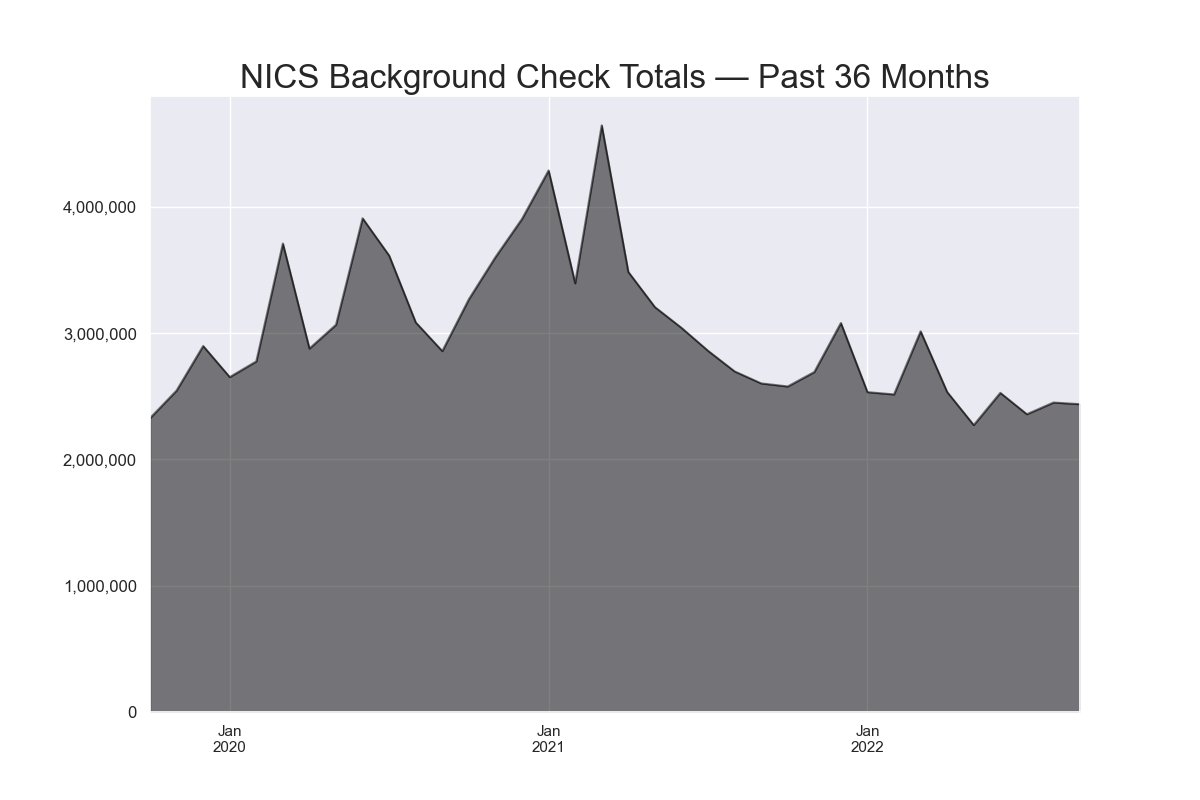 NICS Background Check Totals — Past 36 Months
4,000,000
3,000,000
2,000,000
1,000,000
0
Jan
2020
Jan
2021
Jan
2022